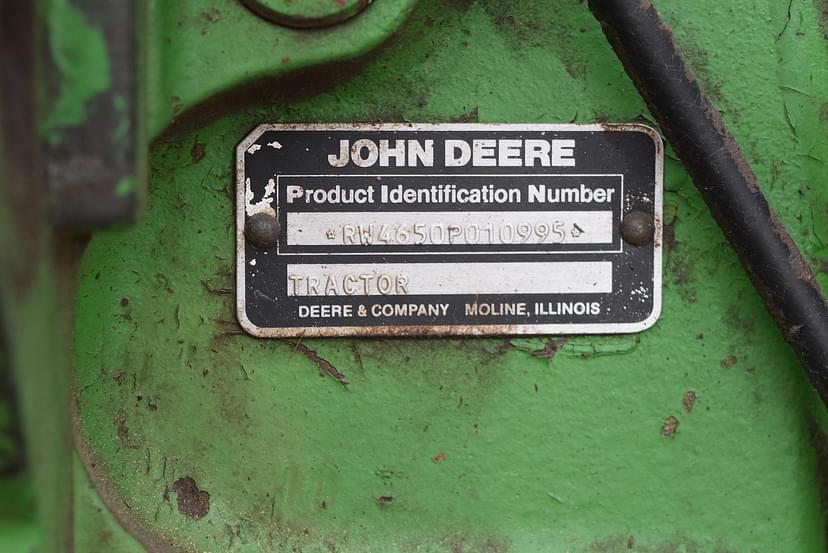 JOHN DEERE
Product Identification Number
*RW4650P010995*
TRACTOR
DEERE & COMPANY MOLINE, ILLINOIS